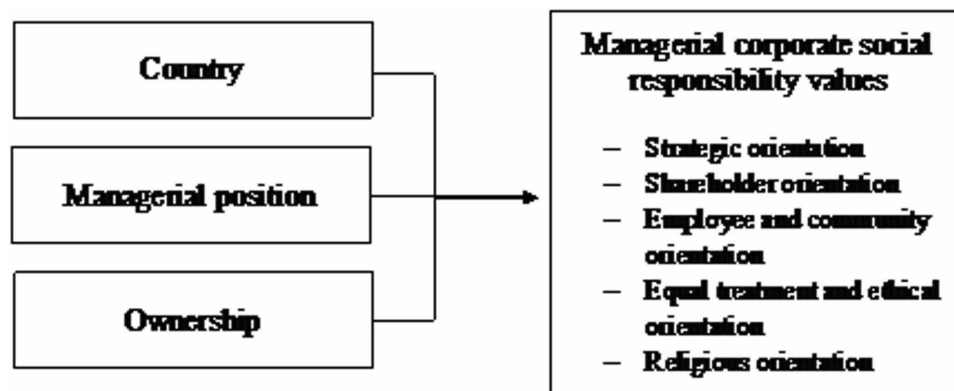 Country
Managerial position
Ownership
Managerial corporate social
responsibility values
– Strategic orientation
– Shareholder orientation
– Employee and community
orientation
– Equal treatment and ethical
orientation
– Religious orientation